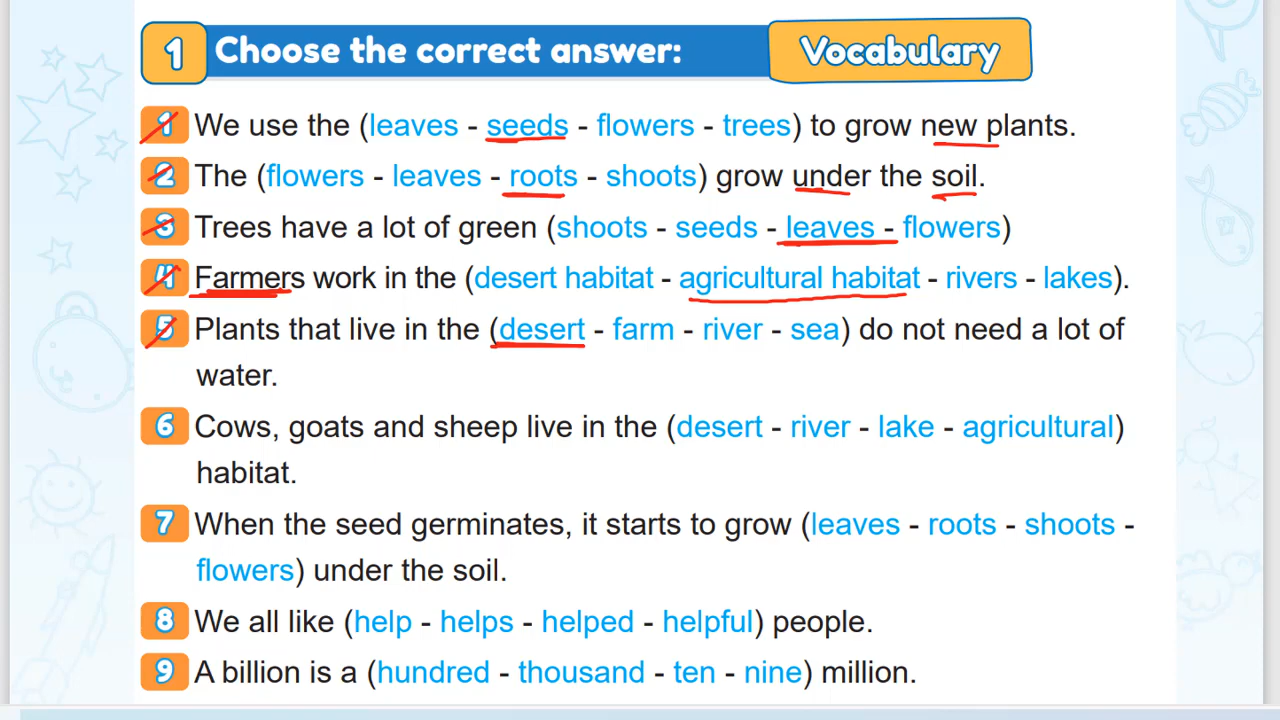 1 Choose the correct answer: Vocabulary
1 We use the (leaves - seeds - flowers - trees) to grow new plants.
2 The (flowers - leaves - roots - shoots) grow under the soil.
3 Trees have a lot of green (shoots - seeds - leaves - flowers)
4 Farmers work in the (desert habitat - agricultural habitat - rivers - lakes).
5 Plants that live in the (desert - farm - river - sea) do not need a lot of
water.
6 Cows, goats and sheep live in the (desert - river - lake - agricultural)
habitat.
7 When the seed germinates, it starts to grow (leaves - roots - shoots -
flowers) under the soil.
8 We all like (help - helps - helped - helpful) people.
9 A billion is a (hundred - thousand - ten - nine) million.